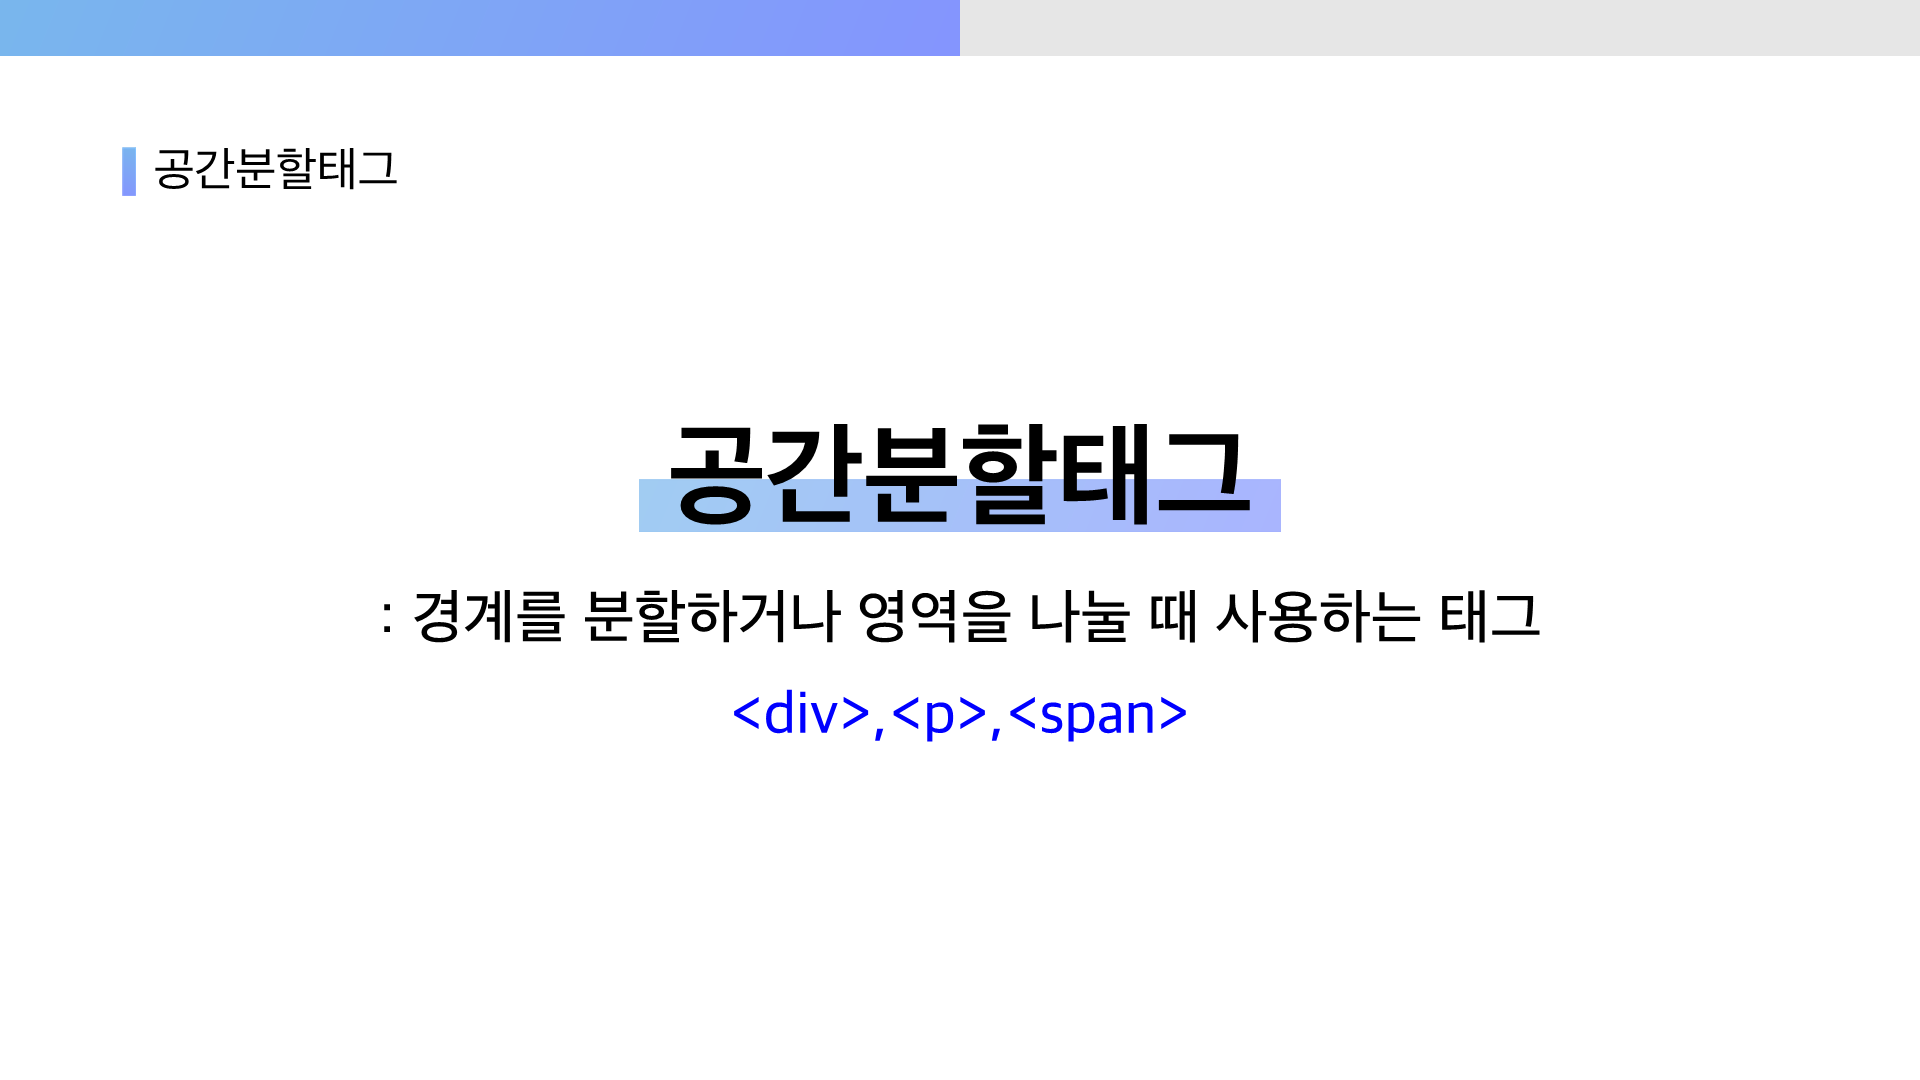 공간분할태그
공간분할태그
: 경계를 분할하거나 영역을 나눌 때 사용하는 태그
<div>,<p>,<span>